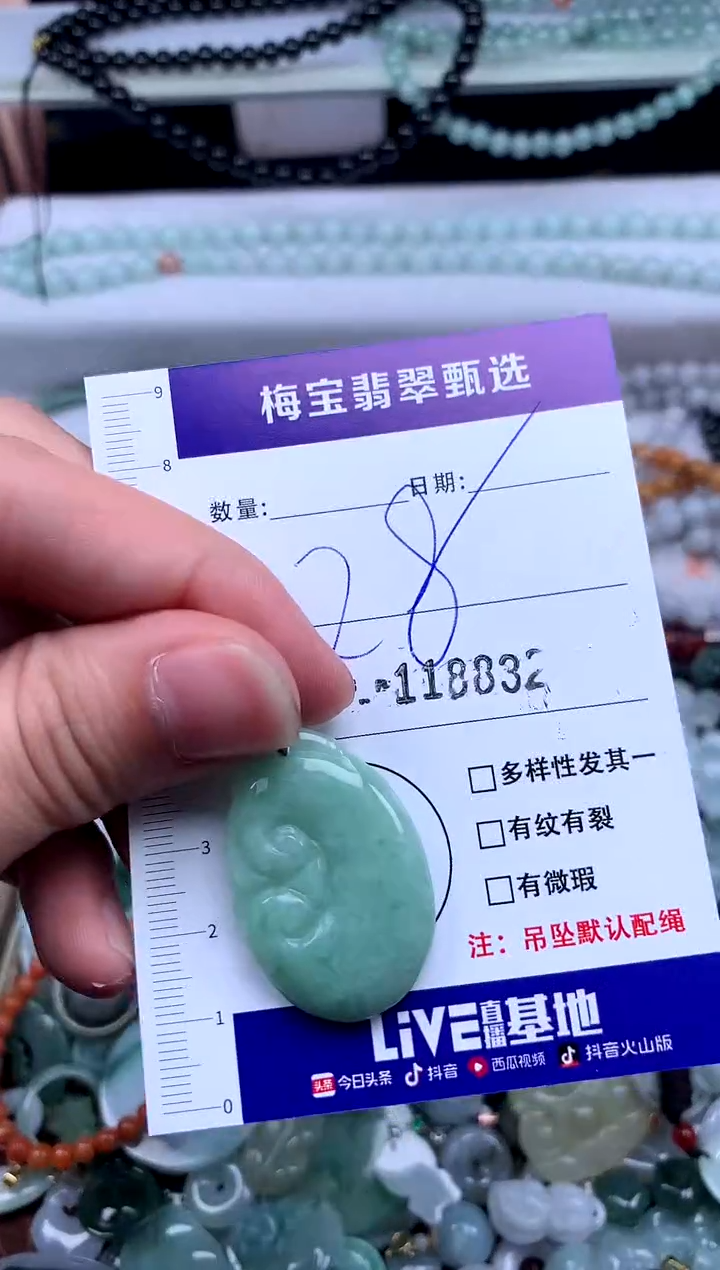 梅宝翡翠甄选
数量: 日期:
28
-118832
多样性发其一
有纹有裂
有微瑕
注: 吊坠默认配绳
LiVE直播基地
头条 今日头条 抖音 西瓜视频 抖音火山版
9
8
3
2
1
0